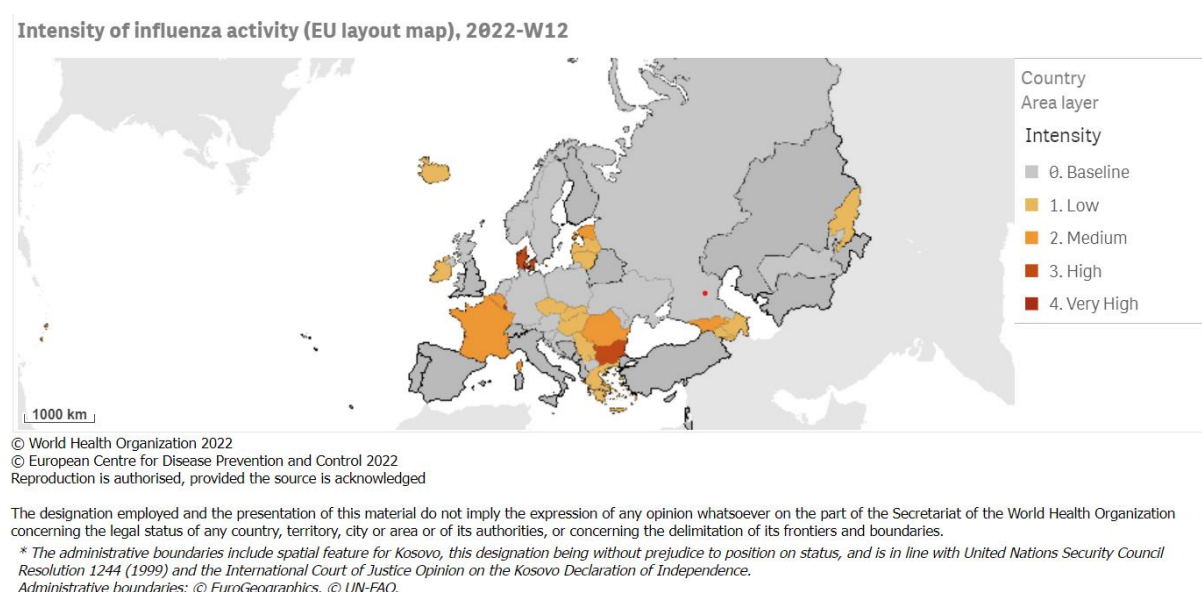 Intensity of influenza activity (EU layout map), 2022-W12
Country
Area layer
Intensity
0. Baseline
1. Low
2. Medium
3. High
4. Very High
1000 km
© World Health Organization 2022
© European Centre for Disease Prevention and Control 2022
Reproduction is authorised, provided the source is acknowledged
The designation employed and the presentation of this material do not imply the expression of any opinion whatsoever on the part of the Secretariat of the World Health Organization
concerning the legal status of any country, territory, city or area or of its authorities, or concerning the delimitation of its frontiers and boundaries.
* The administrative boundaries include spatial feature for Kosovo, this designation being without prejudice to position on status, and is in line with United Nations Security Council
Resolution 1244 (1999) and the International Court of Justice Opinion on the Kosovo Declaration of Independence.
Administrative boundaries: © EuroGeographics, © UN-FAO.